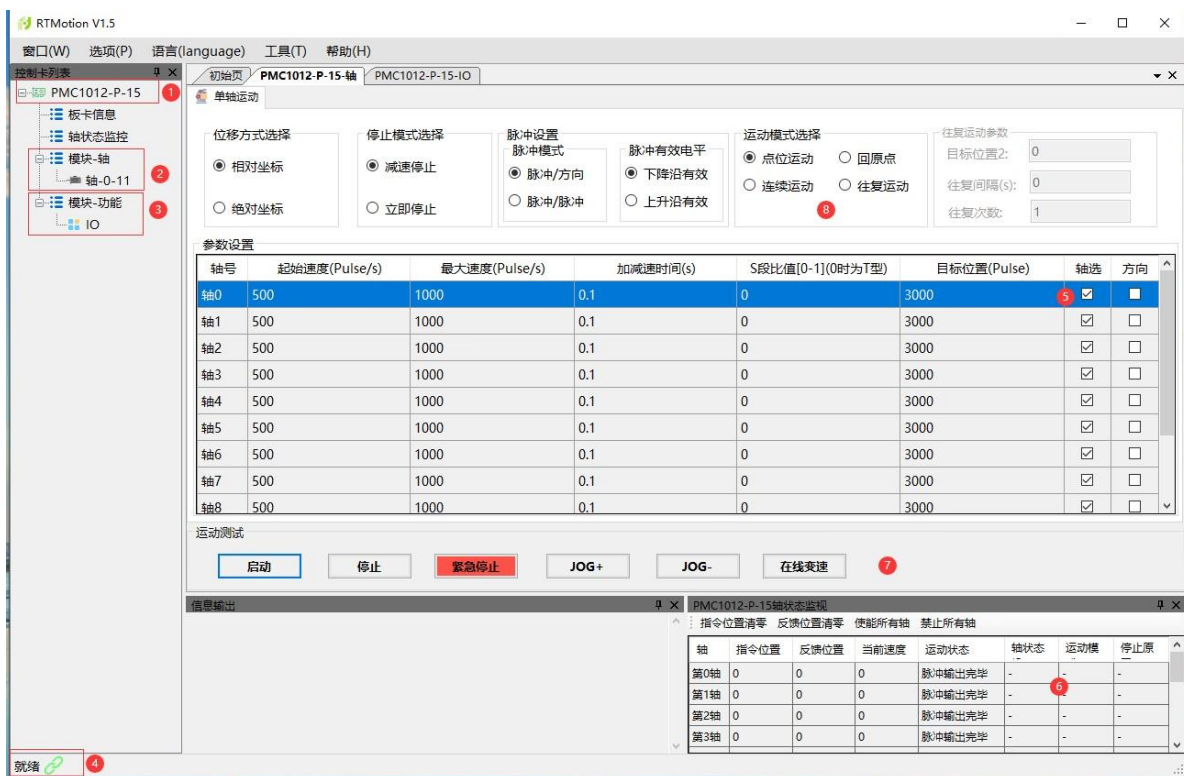 RTMotion V1.5
窗口(W) 选项(P) 语言(language) 工具(T) 帮助(H)
控制卡列表
PMC1012-P-15 1
板卡信息
轴状态监控
模块-轴
轴-0-11 2
模块-功能 3
IO
初始页 PMC1012-P-15-轴 PMC1012-P-15-IO
单轴运动
位移方式选择
相对坐标
绝对坐标
停止模式选择
减速停止
立即停止
脉冲设置
脉冲模式
脉冲/方向
脉冲/脉冲
脉冲有效电平
下降沿有效
上升沿有效
运动模式选择
点位运动 回原点
连续运动 往复运动
8
往复运动参数
目标位置2: 0
往复间隔(s): 0
往复次数: 1
参数设置
轴号 起始速度(Pulse/s) 最大速度(Pulse/s) 加减速时间(s) S段比值[0-1](0时为T型) 目标位置(Pulse) 轴选 方向
轴0 500 1000 0.1 0 3000 5
轴1 500 1000 0.1 0 3000
轴2 500 1000 0.1 0 3000
轴3 500 1000 0.1 0 3000
轴4 500 1000 0.1 0 3000
轴5 500 1000 0.1 0 3000
轴6 500 1000 0.1 0 3000
轴7 500 1000 0.1 0 3000
轴8 500 1000 0.1 0 3000
运动测试
启动 停止 紧急停止 JOG+ JOG- 在线变速 7
信息输出
PMC1012-P-15轴状态监视
指令位置清零 反馈位置清零 使能所有轴 禁止所有轴
轴 指令位置 反馈位置 当前速度 运动状态 轴状态 运动模 停止原
第0轴 0 0 0 脉冲输出完毕 - - -
第1轴 0 0 0 脉冲输出完毕 - - -
6
第2轴 0 0 0 脉冲输出完毕 - - -
第3轴 0 0 0 脉冲输出完毕 - - -
就绪 4